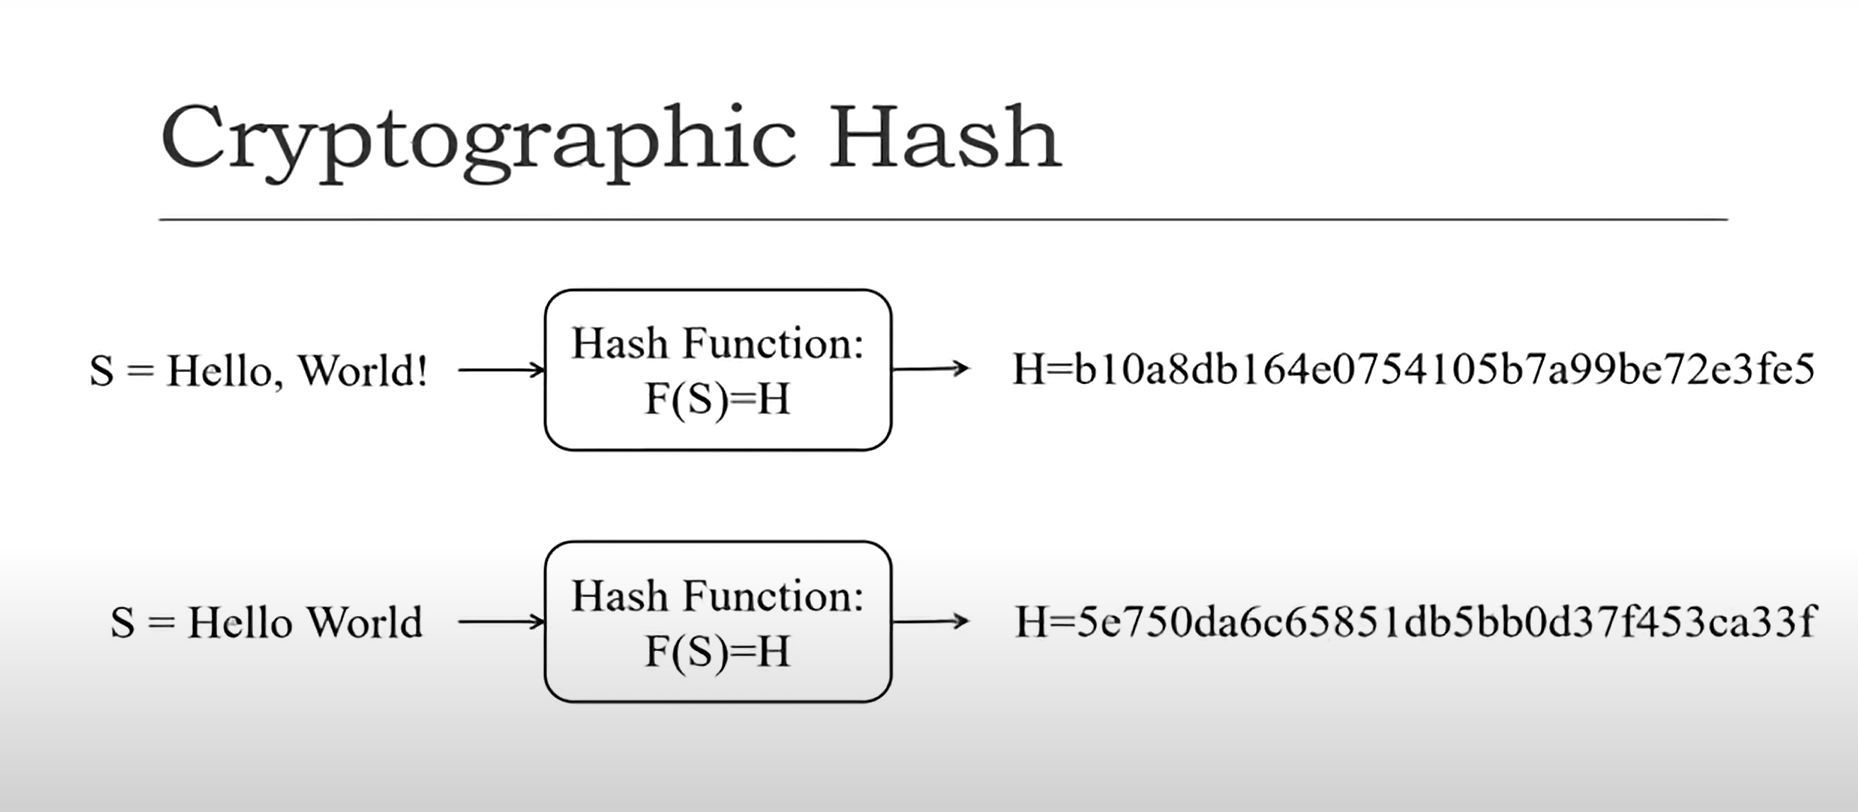 Cryptographic Hash
S = Hello, World!
Hash Function:
F(S)=H
H=b10a8db164e0754105b7a99be72e3fe5
S = Hello World
Hash Function:
F(S)=H
H=5e750da6c65851db5bb0d37f453ca33f